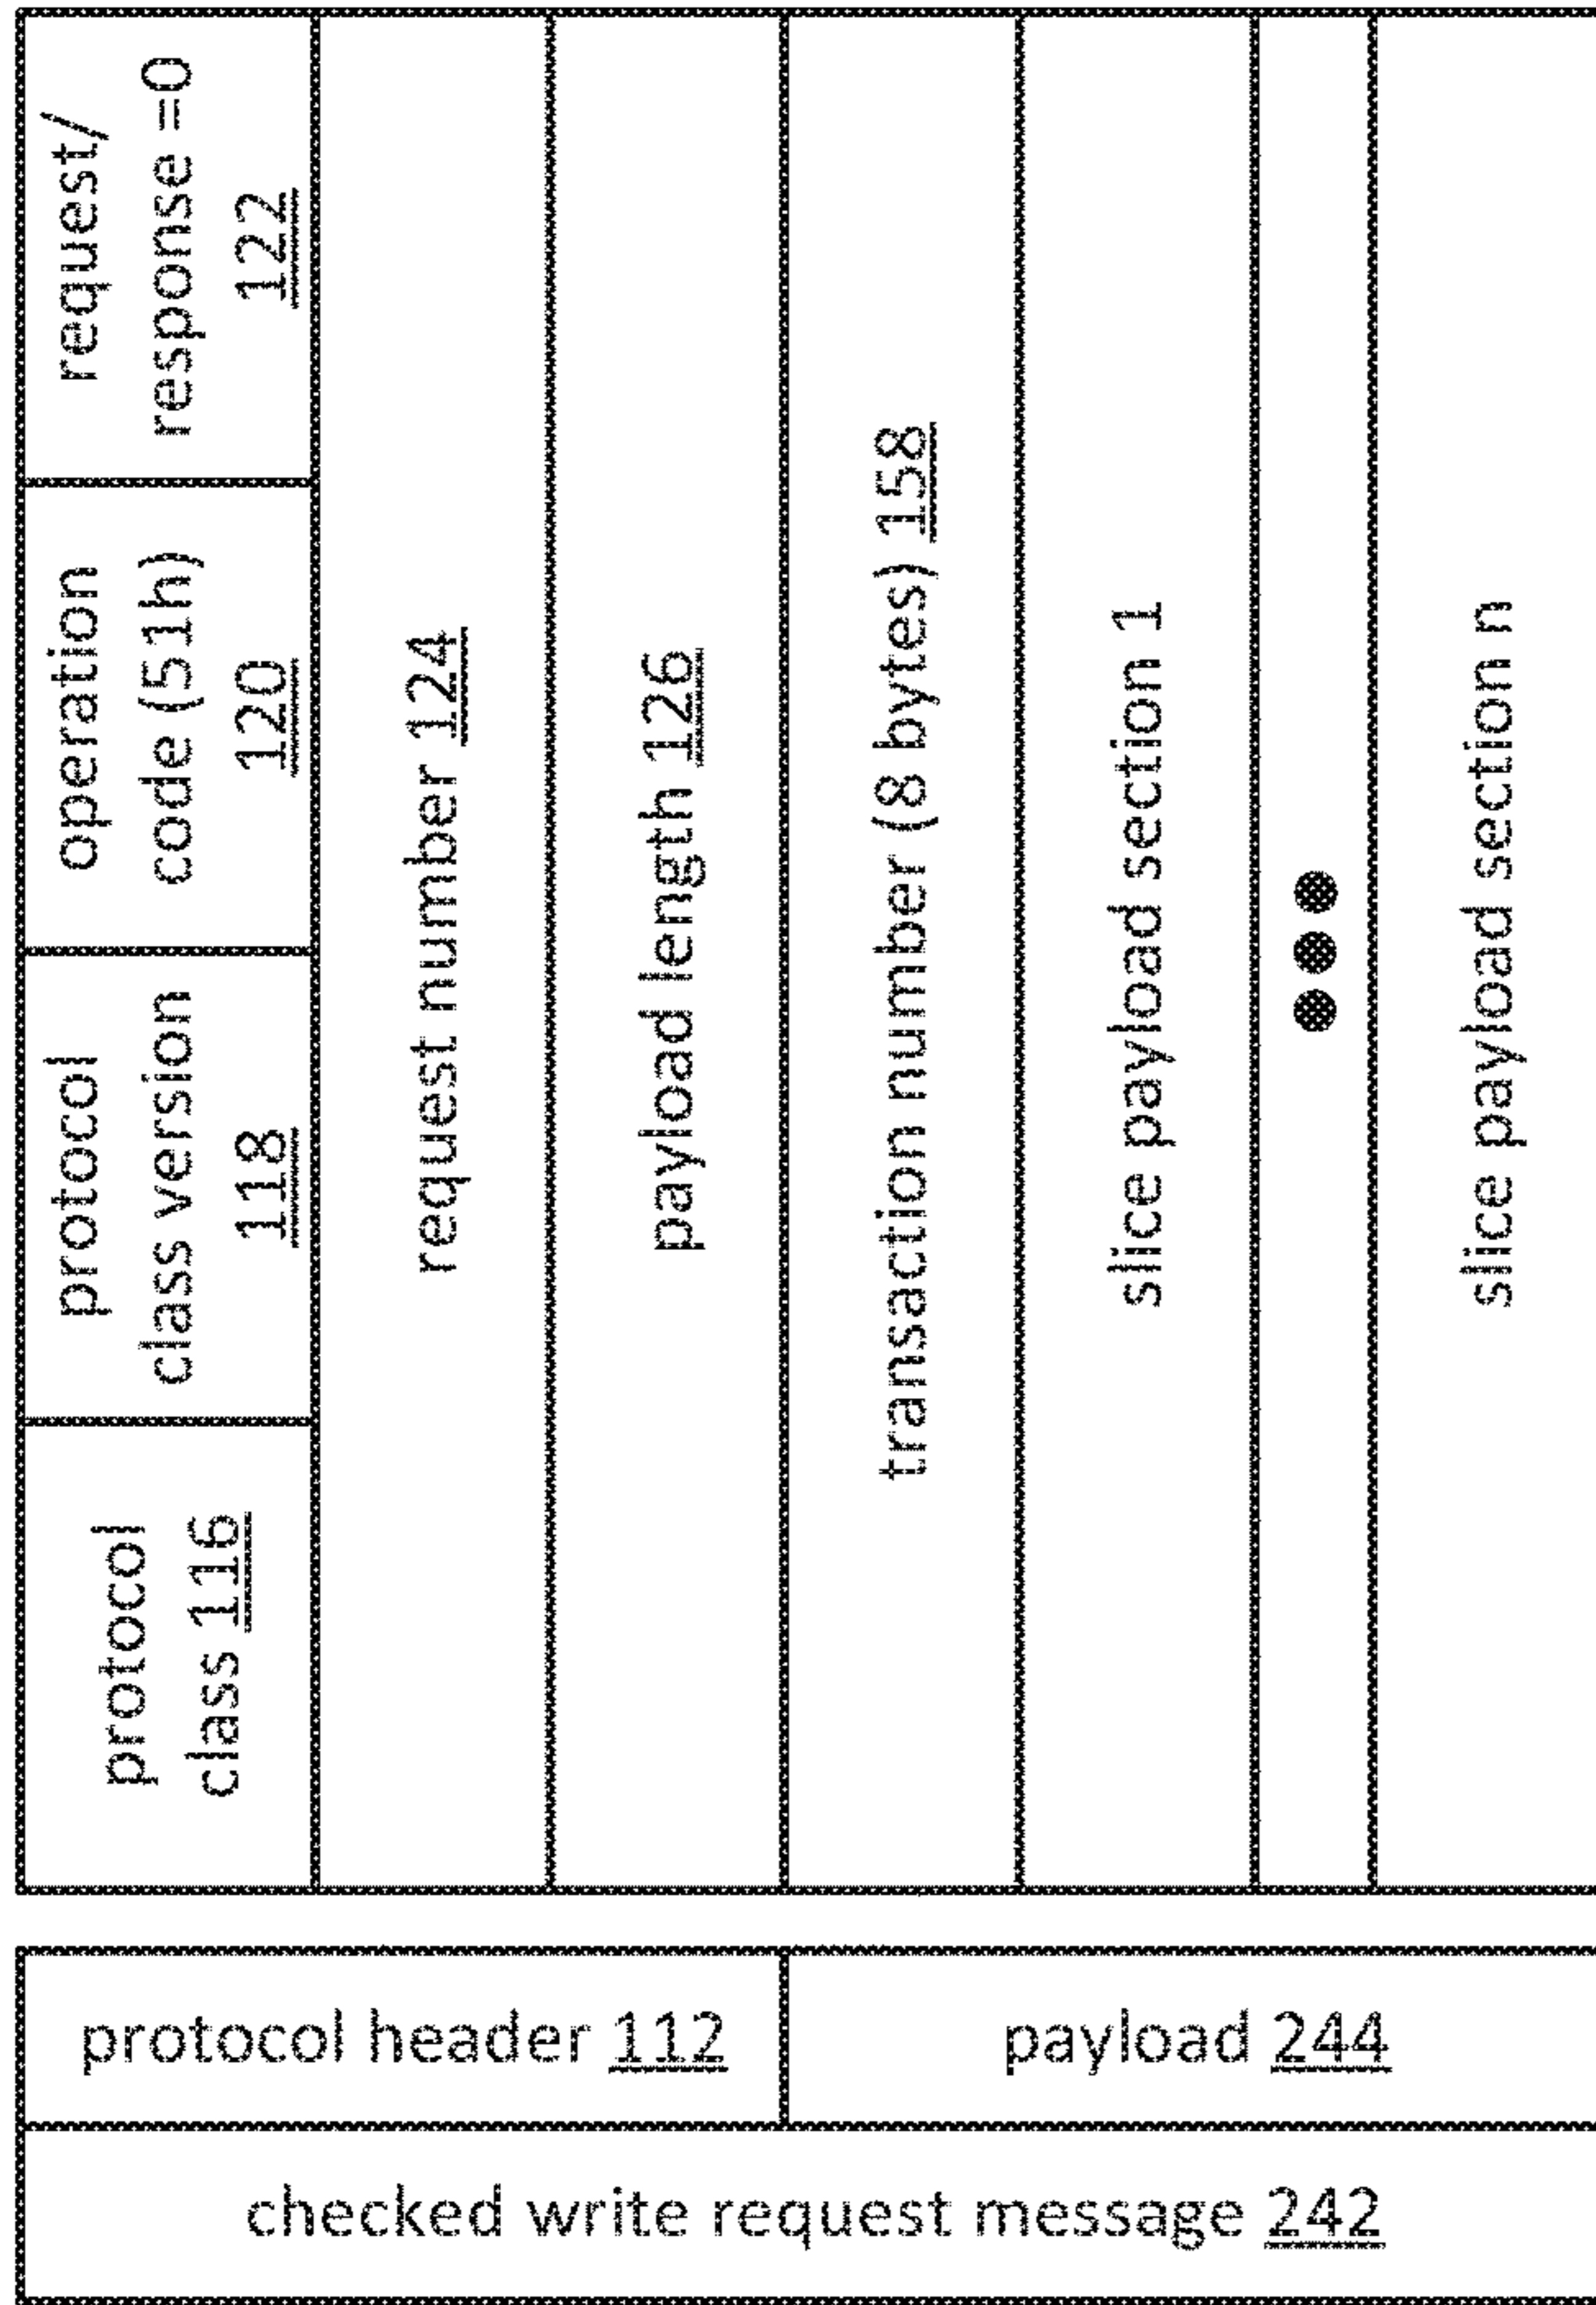 checked write request message 242
protocol header 112
payload 244
protocol
class 116
protocol
class version
118
operation
code (51h)
120
request/
response =0
122
request number 124
payload length 126
transaction number (8 bytes) 158
slice payload section 1
slice payload section n